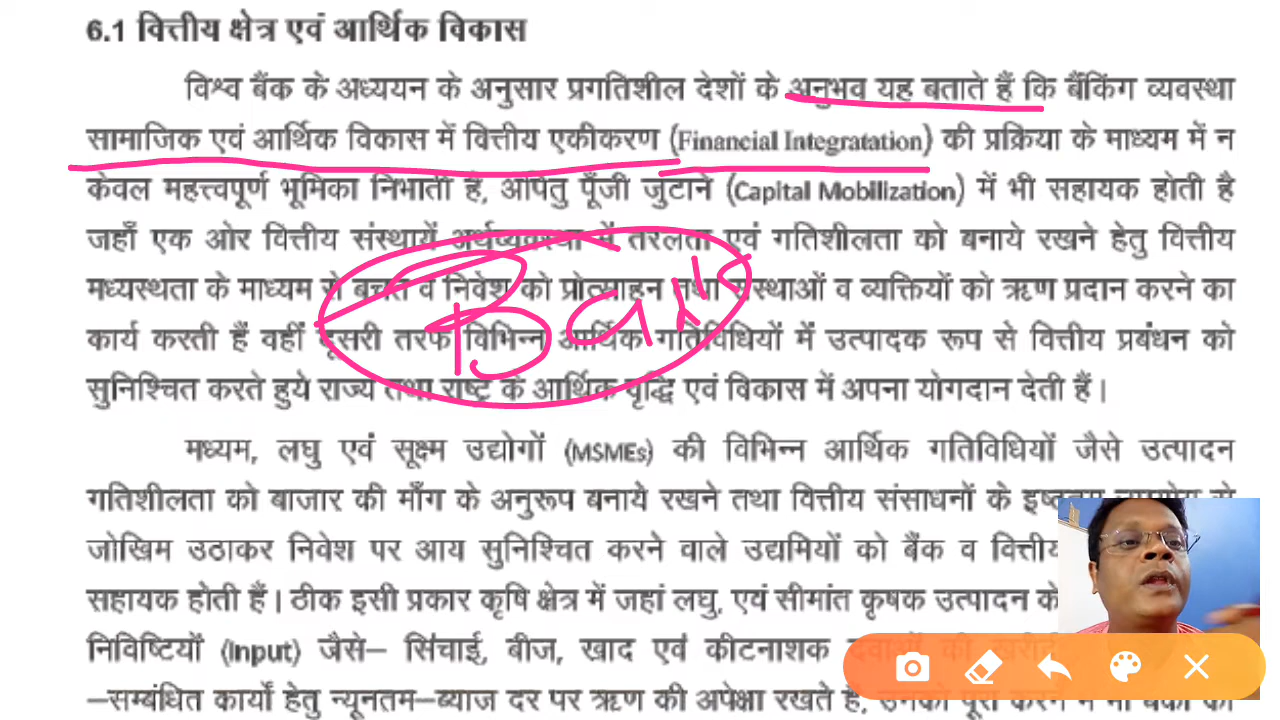 6.1 वित्तीय क्षेत्र एवं आर्थिक विकास
विश्व बैंक के अध्ययन के अनुसार प्रगतिशील देशों के अनुभव यह बताते हैं कि बैंकिंग व्यवस्था
सामाजिक एवं आर्थिक विकास में वित्तीय एकीकरण (Financial Integratation) की प्रक्रिया के माध्यम में न
केवल महत्त्वपूर्ण भूमिका निभाती है, अपितु पूँजी जुटाने (Capital Mobilization) में भी सहायक होती है
जहाँ एक ओर वित्तीय संस्थायें अर्थव्यवस्था में तरलता एवं गतिशीलता को बनाये रखने हेतु वित्तीय
मध्यस्थता के माध्यम से बचत व निवेश को प्रोत्साहन तथा संस्थाओं व व्यक्तियों को ऋण प्रदान करने का
कार्य करती हैं वहीं दूसरी तरफ विभिन्न आर्थिक गतिविधियों में उत्पादक रूप से वित्तीय प्रबंधन को
सुनिश्चित करते हुये राज्य तथा राष्ट्र के आर्थिक वृद्धि एवं विकास में अपना योगदान देती हैं।
मध्यम, लघु एवं सूक्ष्म उद्योगों (MSMEs) की विभिन्न आर्थिक गतिविधियों जैसे उत्पादन
गतिशीलता को बाजार की माँग के अनुरूप बनाये रखने तथा वित्तीय संसाधनों के
जोखिम उठाकर निवेश पर आय सुनिश्चित करने वाले उद्यमियों को बैंक व
सहायक होती हैं। ठीक इसी प्रकार कृषि क्षेत्र में जहां लघु, एवं सीमांत कृषक उत्पादन
निविष्टियों (Input) जैसे– सिंचाई, बीज, खाद एवं कीटनाशक
–सम्बंधित कार्यों हेतु न्यूनतम–ब्याज दर पर ऋण की अपेक्षा रखते हैं,